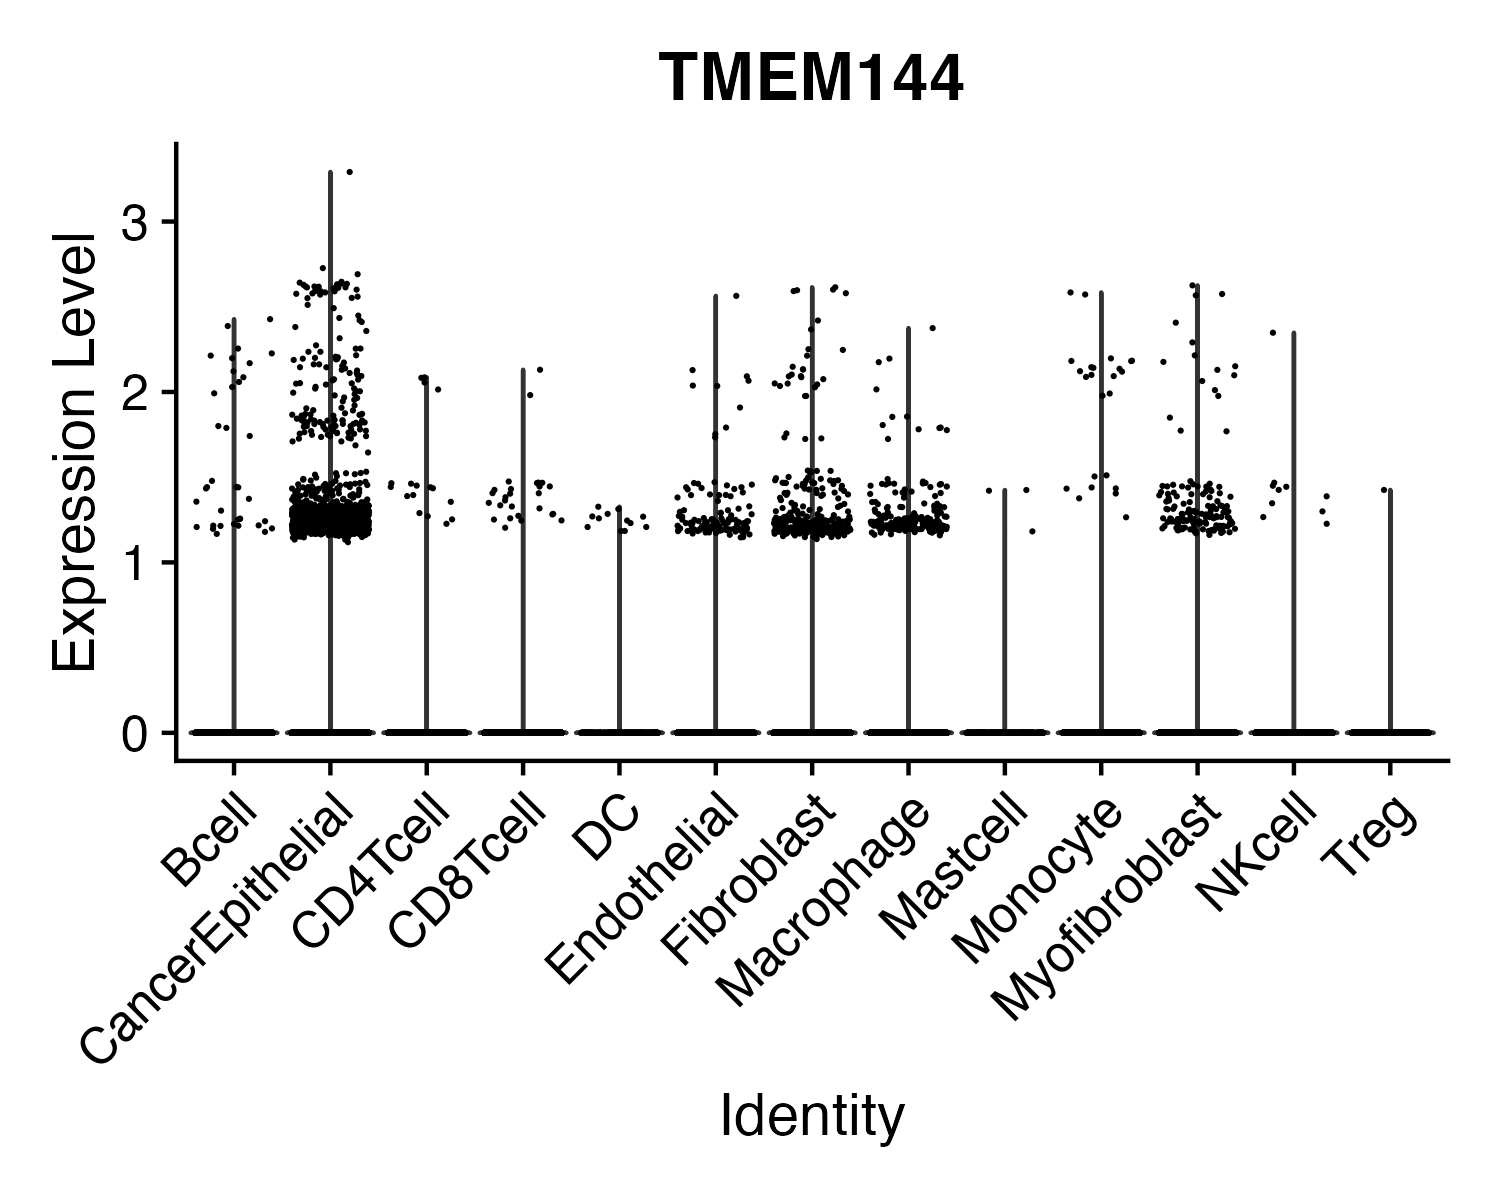 TMEM144
Expression Level
3
2
1
0
Bcell
CancerEpithelial
CD4Tcell
CD8Tcell
DC
Endothelial
Fibroblast
Macrophage
Mastcell
Monocyte
Myofibroblast
NKcell
Treg
Identity